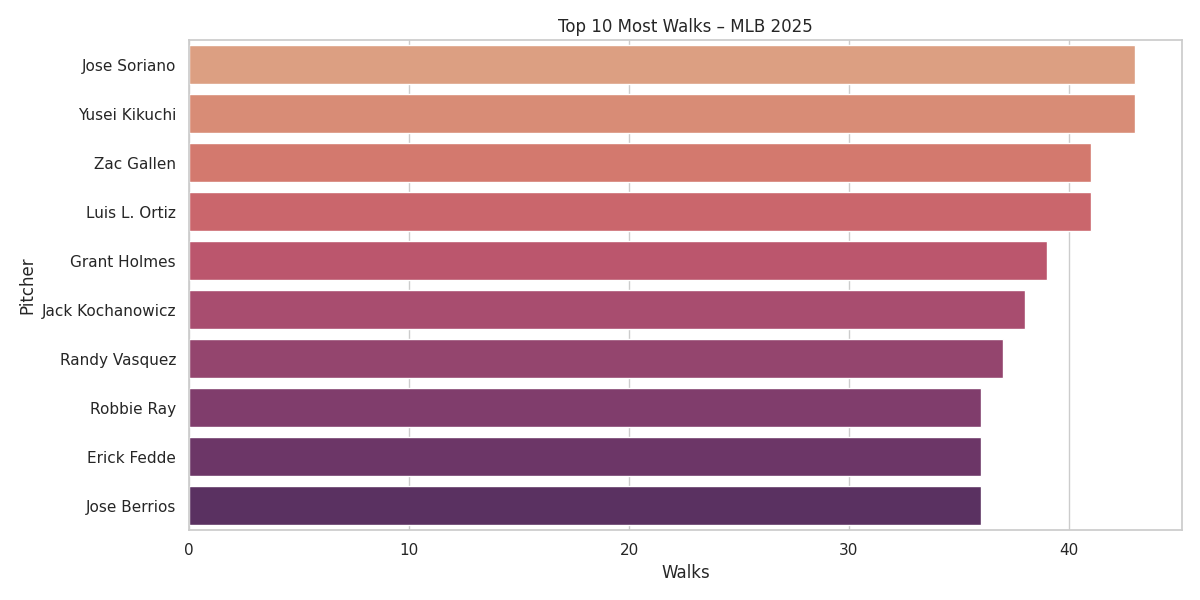 Top 10 Most Walks – MLB 2025
Pitcher
Jose Soriano
Yusei Kikuchi
Zac Gallen
Luis L. Ortiz
Grant Holmes
Jack Kochanowicz
Randy Vasquez
Robbie Ray
Erick Fedde
Jose Berrios
0 10 20 30 40
Walks